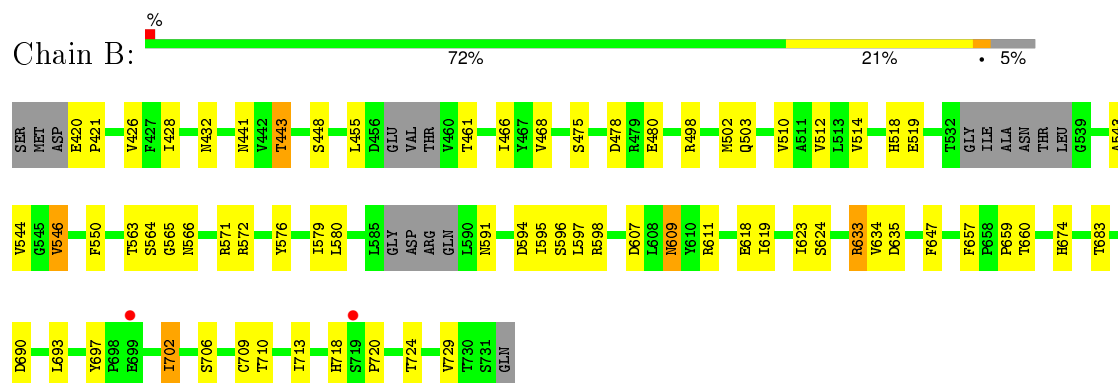 %
Chain B:
72% 21% • 5%
SER MET ASP E420 P421 V426 F427 I428 N432 N441 V442 T443 S448 L455 D456 GLU VAL THR V460 T461 I466 Y467 V468 S475 D478 R479 E480 R498 M502 Q503 V510 A511 V512 L513 V514 H518 E519 T532 GLY ILE ALA ASN THR LEU G539 A543
V544 G545 V546 F550 T563 S564 G565 N566 R571 R572 Y576 I579 L580 L585 GLY ASP ARG GLN L590 N591 D594 I595 S596 L597 R598 D607 L608 N609 Y610 R611 E618 I619 I623 S624 R633 V634 D635 F647 F657 P658 P659 T660 H674 T683
D690 L693 Y697 P698 E699 I702 S706 C709 T710 I713 H718 S719 P720 T724 V729 T730 S731 GLN